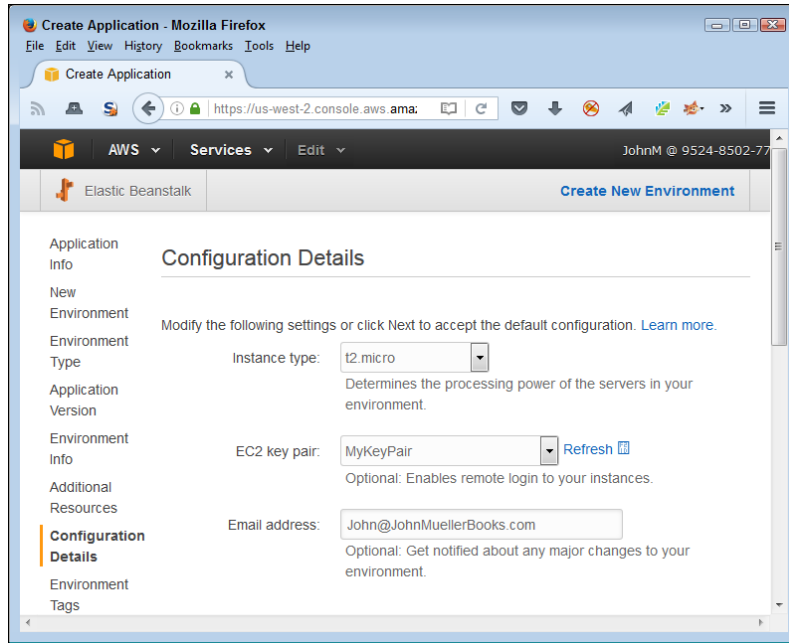 Create Application - Mozilla Firefox
File Edit View History Bookmarks Tools Help
Create Application
https://us-west-2.console.aws.ama
AWS Services Edit JohnM @ 9524-8502-77
Elastic Beanstalk Create New Environment
Application
Info
New
Environment
Environment
Type
Application
Version
Environment
Info
Additional
Resources
Configuration
Details
Environment
Tags
Configuration Details
Modify the following settings or click Next to accept the default configuration. Learn more.
Instance type: t2.micro
Determines the processing power of the servers in your
environment.
EC2 key pair: MyKeyPair Refresh
Optional: Enables remote login to your instances.
Email address: John@JohnMuellerBooks.com
Optional: Get notified about any major changes to your
environment.